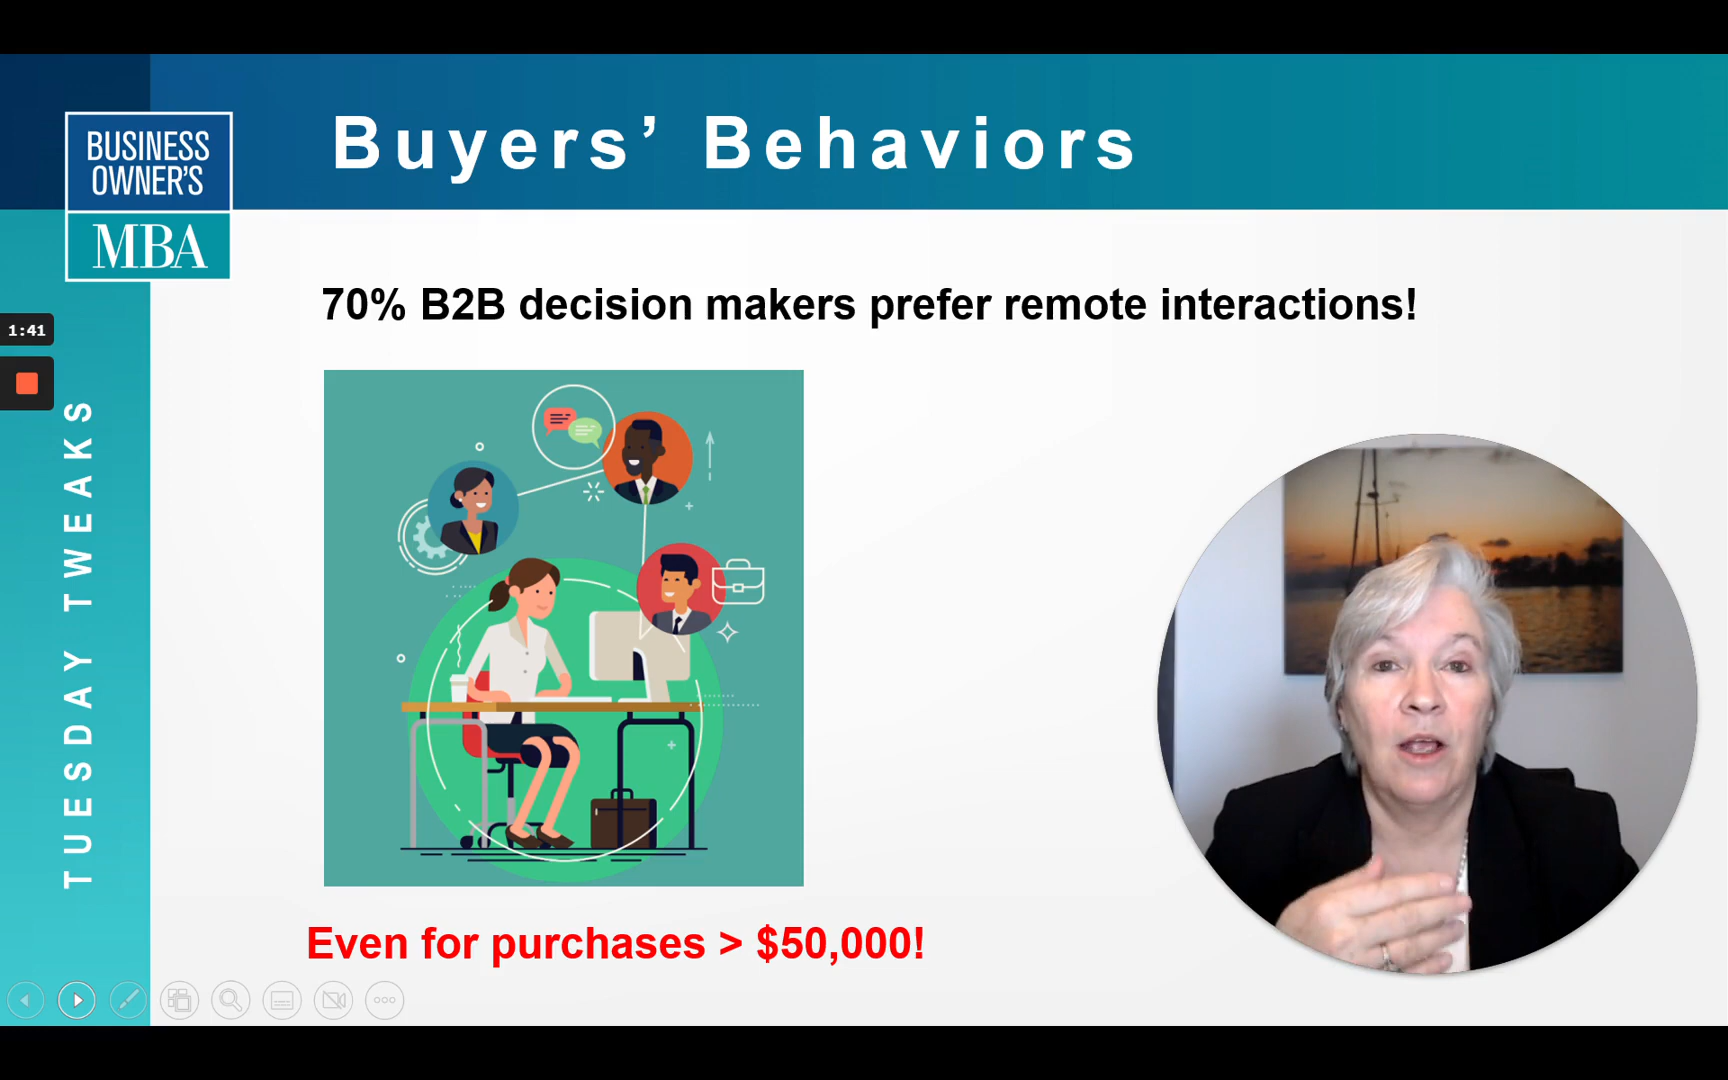 Buyers’ Behaviors
BUSINESS
OWNER'S
MBA
70% B2B decision makers prefer remote interactions!
1:41
TUESDAY TWEAKS
Even for purchases > $50,000!